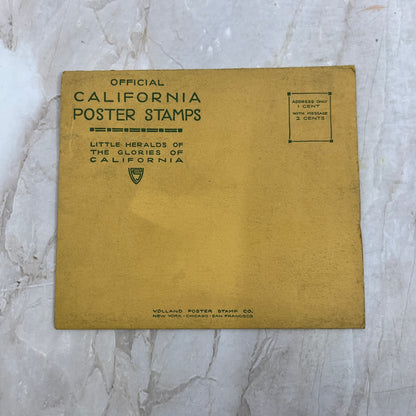 OFFICIAL
CALIFORNIA
POSTER STAMPS
LITTLE HERALDS OF
THE GLORIES OF
CALIFORNIA
ADDRESS ONLY
1 CENT
WITH MESSAGE
2 CENTS
VOLLAND POSTER STAMP CO.
NEW YORK - CHICAGO - SAN FRANCISCO